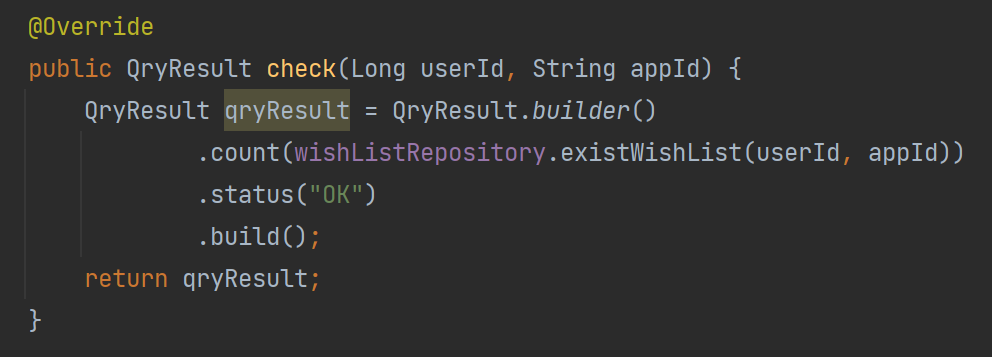 @Override
public QryResult check(Long userId, String appId) {
    QryResult qryResult = QryResult.builder()
            .count(wishListRepository.existWishList(userId, appId))
            .status("OK")
            .build();
    return qryResult;
}